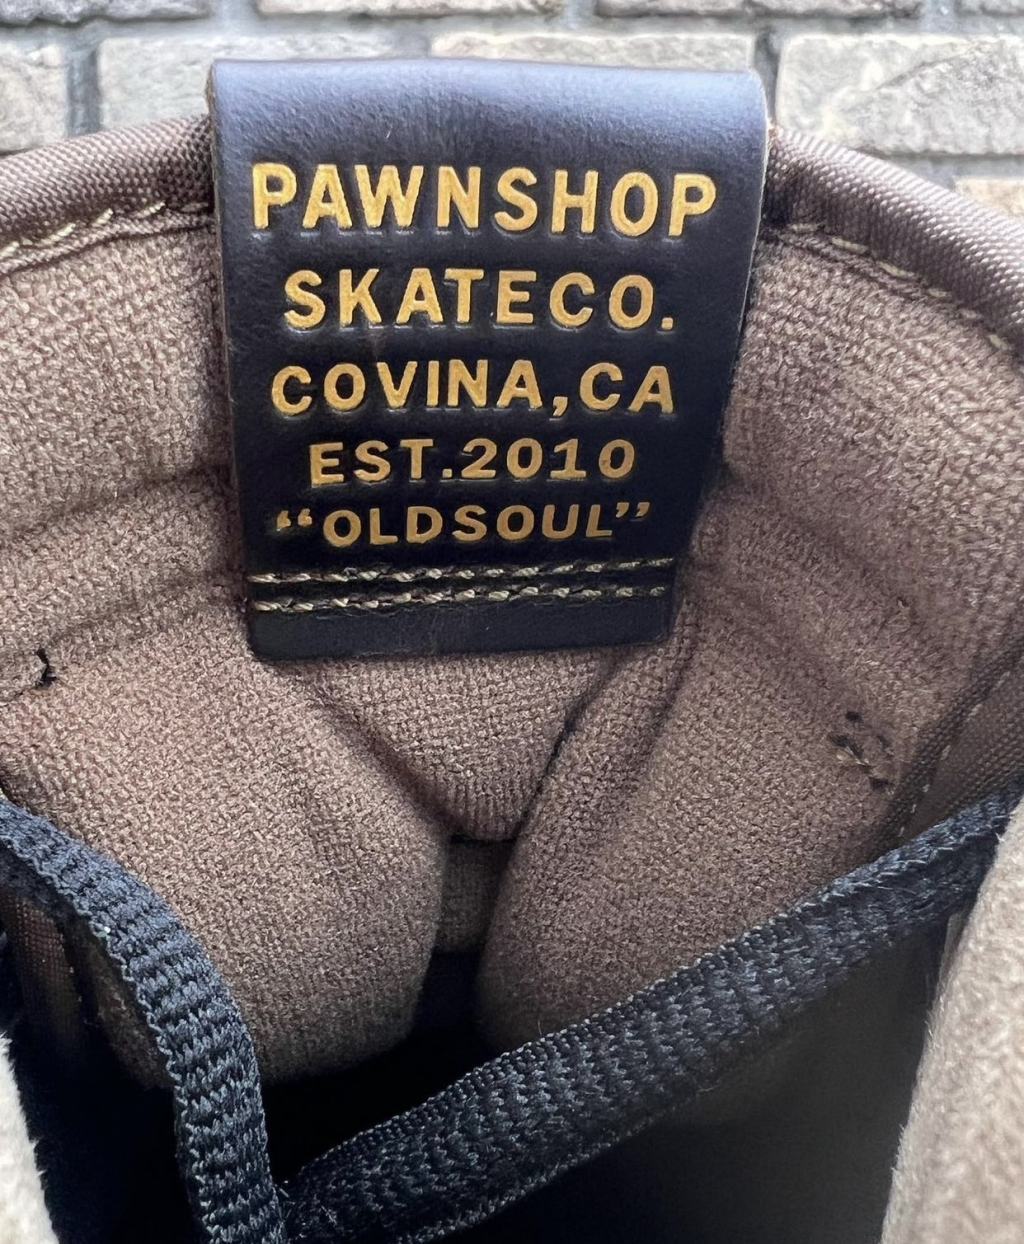 PAWNSHOP
SKATECO.
COVINA,CA
EST.2010
“OLDSOUL”